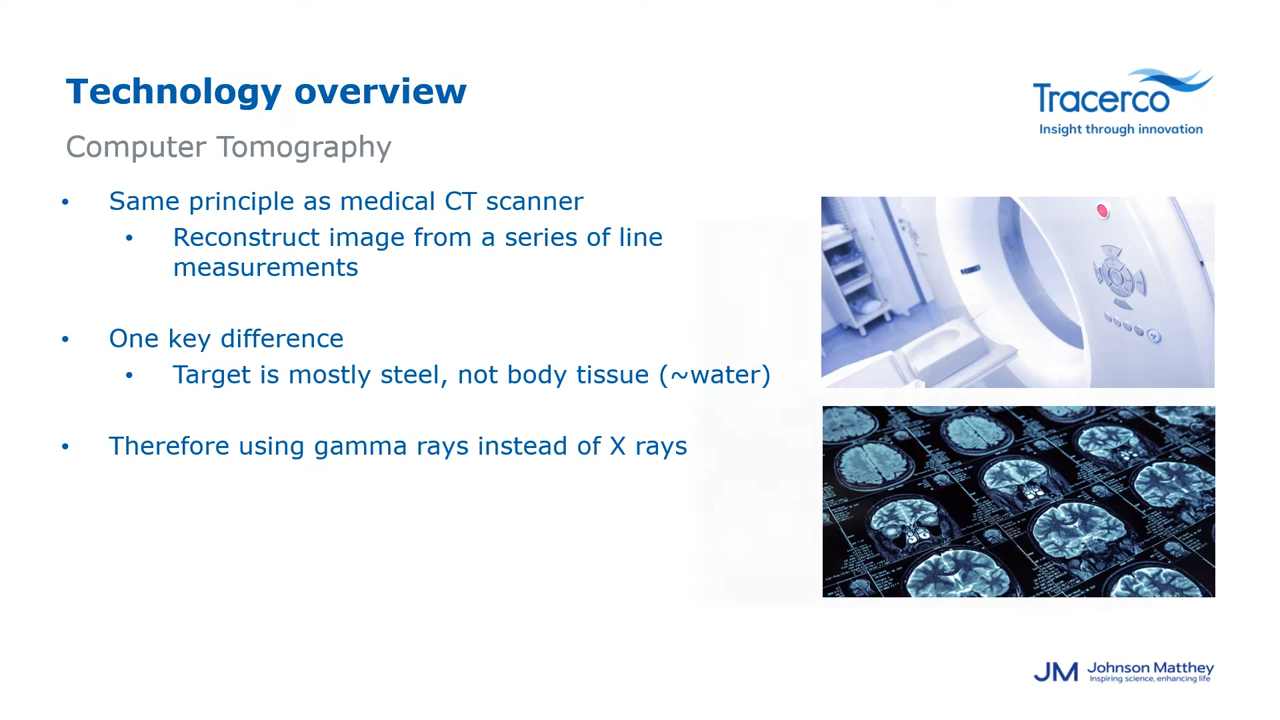 Technology overview
Tracerco
Insight through innovation
Computer Tomography
• Same principle as medical CT scanner
• Reconstruct image from a series of line
measurements
• One key difference
• Target is mostly steel, not body tissue (~water)
• Therefore using gamma rays instead of X rays
JM Johnson Matthey
Inspiring science, enhancing life